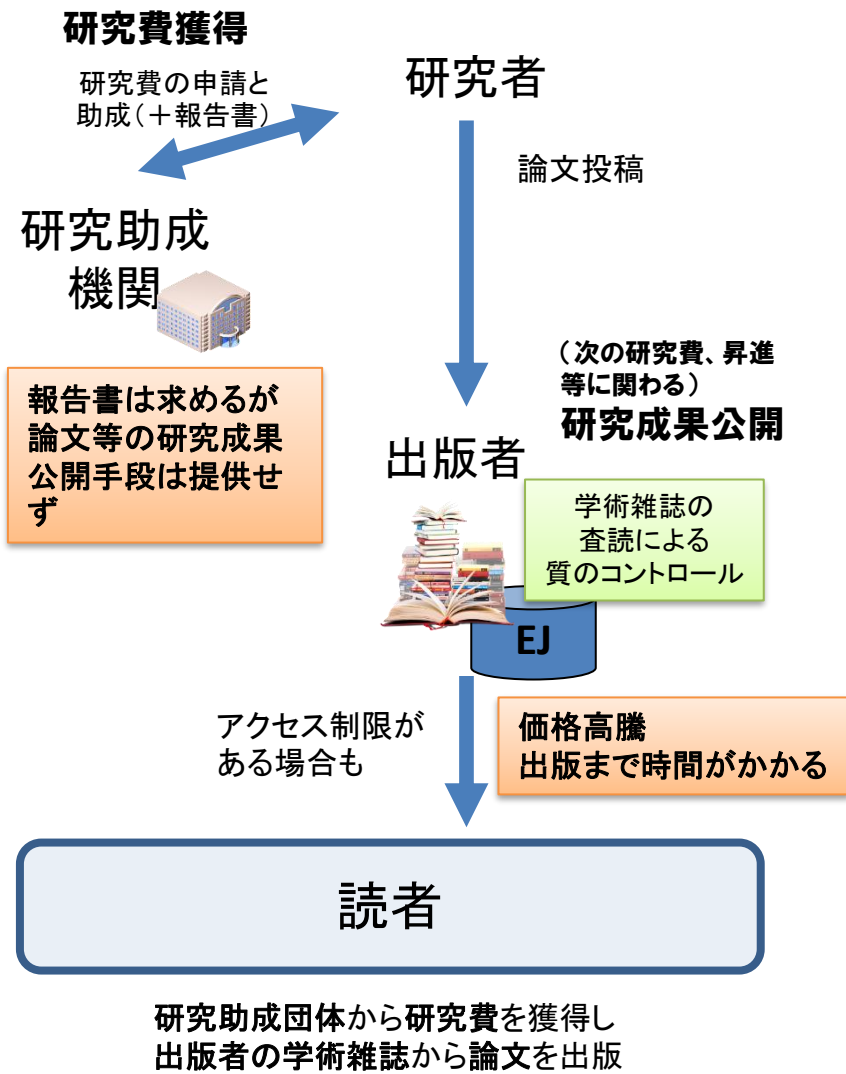 研究費獲得
研究費の申請と
助成(+報告書)
研究者
論文投稿
研究助成
機関
報告書は求めるが
論文等の研究成果
公開手段は提供せ
ず
(次の研究費、昇進
等に関わる)
研究成果公開
出版者
学術雑誌の
査読による
質のコントロール
EJ
アクセス制限が
ある場合も
価格高騰
出版まで時間がかかる
読者
研究助成団体から研究費を獲得し
出版者の学術雑誌から論文を出版